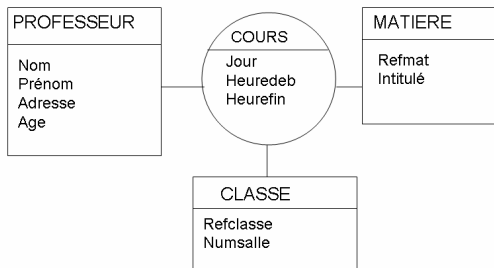 PROFESSEUR
Nom
Prénom
Adresse
Age
COURS
Jour
Heuredeb
Heurefin
MATIERE
Refmat
Intitulé
CLASSE
Refclasse
Numsalle